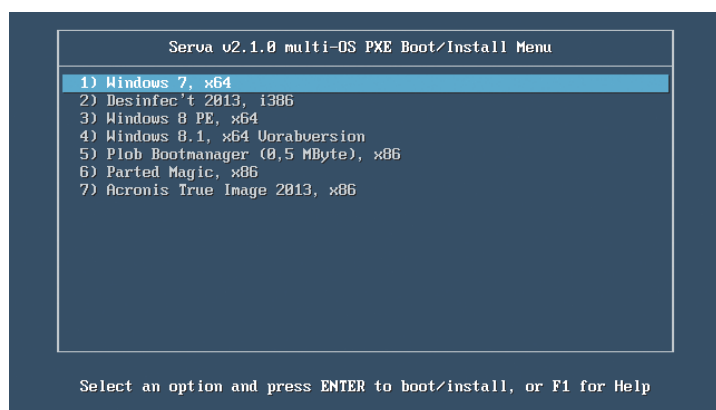 Serva v2.1.0 multi-OS PXE Boot/Install Menu
1) Windows 7, x64
2) Desinfec't 2013, i386
3) Windows 8 PE, x64
4) Windows 8.1, x64 Vorabversion
5) Plob Bootmanager (0,5 MByte), x86
6) Parted Magic, x86
7) Acronis True Image 2013, x86
Select an option and press ENTER to boot/install, or F1 for Help